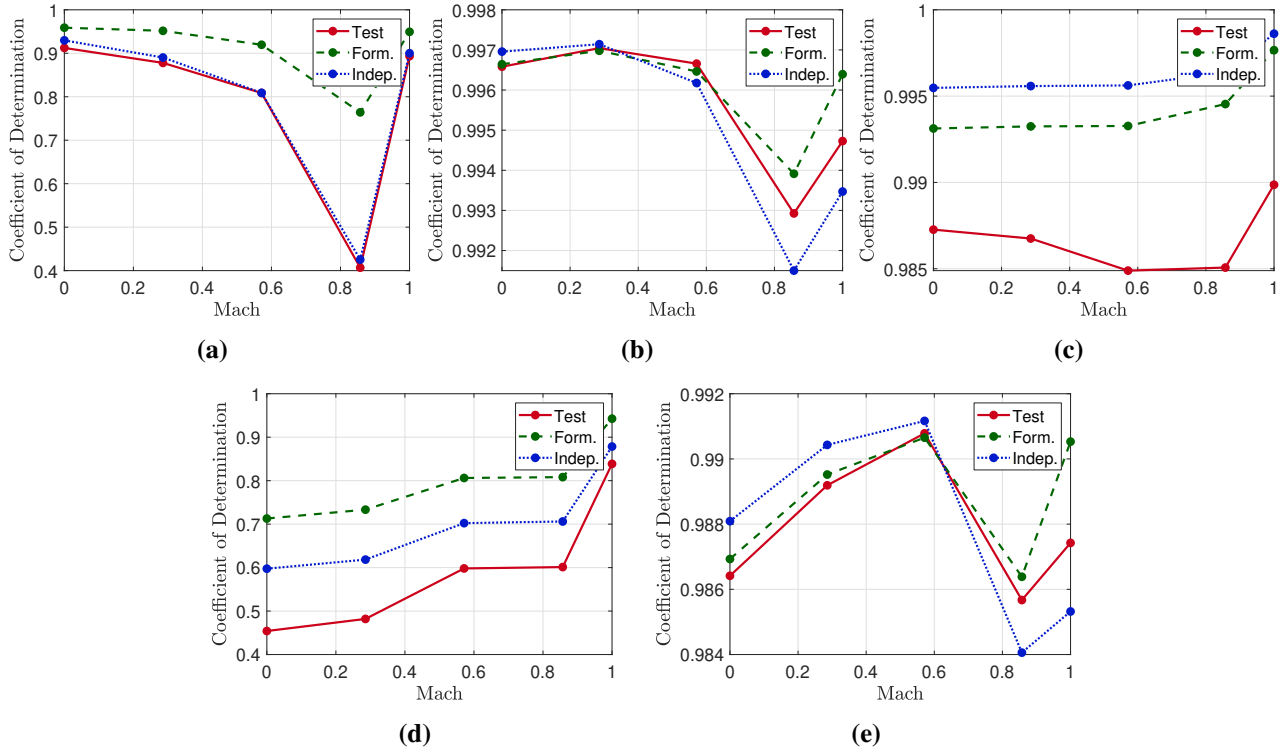 Coefficient of Determination
1
0.9
0.8
0.7
0.6
0.5
0.4
0 0.2 0.4 0.6 0.8 1
Mach
Test
Form.
Indep.
(a)
Coefficient of Determination
0.998
0.997
0.996
0.995
0.994
0.993
0.992
0 0.2 0.4 0.6 0.8 1
Mach
Test
Form.
Indep.
(b)
Coefficient of Determination
1
0.995
0.99
0.985
0 0.2 0.4 0.6 0.8 1
Mach
Test
Form.
Indep.
(c)
Coefficient of Determination
1
0.9
0.8
0.7
0.6
0.5
0.4
0 0.2 0.4 0.6 0.8 1
Mach
Test
Form.
Indep.
(d)
Coefficient of Determination
0.992
0.99
0.988
0.986
0.984
0 0.2 0.4 0.6 0.8 1
Mach
Test
Form.
Indep.
(e)